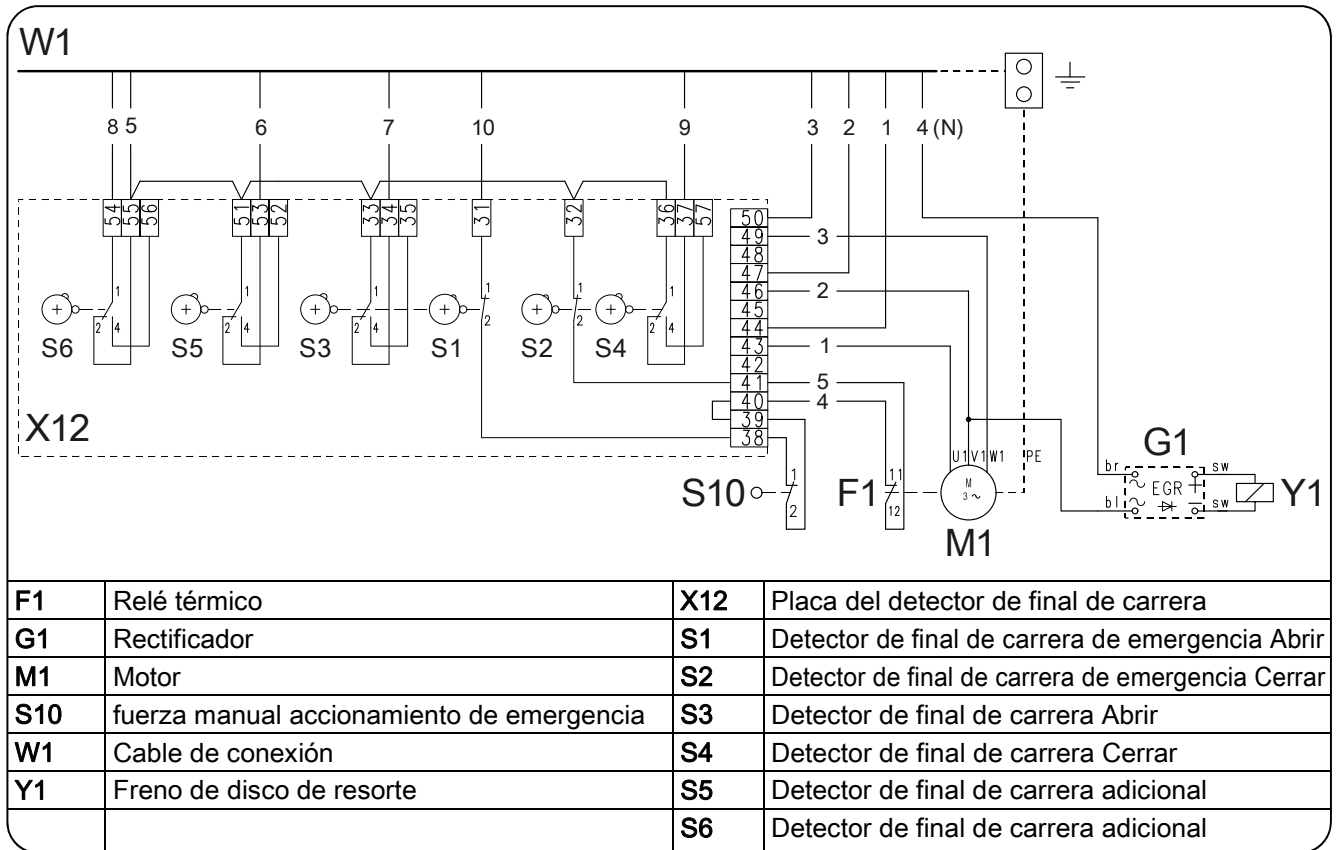 W1
8 5 6 7 10 9 3 2 1 4 (N)
54 55 56 51 53 52 33 34 35 31 32 36 37 57
50
49 3
48
47
46 2
45
44
43 1
42
41 5
40 4
39
38
1 2 4 S6
1 2 4 S5
1 2 4 S3
1 2 S1
1 2 S2
1 2 4 S4
X12
S10 1 2
F1 11 12
U1 V1 W1 PE
M 3 ~
M1
G1
br sw
EGR
bl sw
~ + ~ −
Y1
F1 Relé térmico X12 Placa del detector de final de carrera
G1 Rectificador S1 Detector de final de carrera de emergencia Abrir
M1 Motor S2 Detector de final de carrera de emergencia Cerrar
S10 fuerza manual accionamiento de emergencia S3 Detector de final de carrera Abrir
W1 Cable de conexión S4 Detector de final de carrera Cerrar
Y1 Freno de disco de resorte S5 Detector de final de carrera adicional
S6 Detector de final de carrera adicional